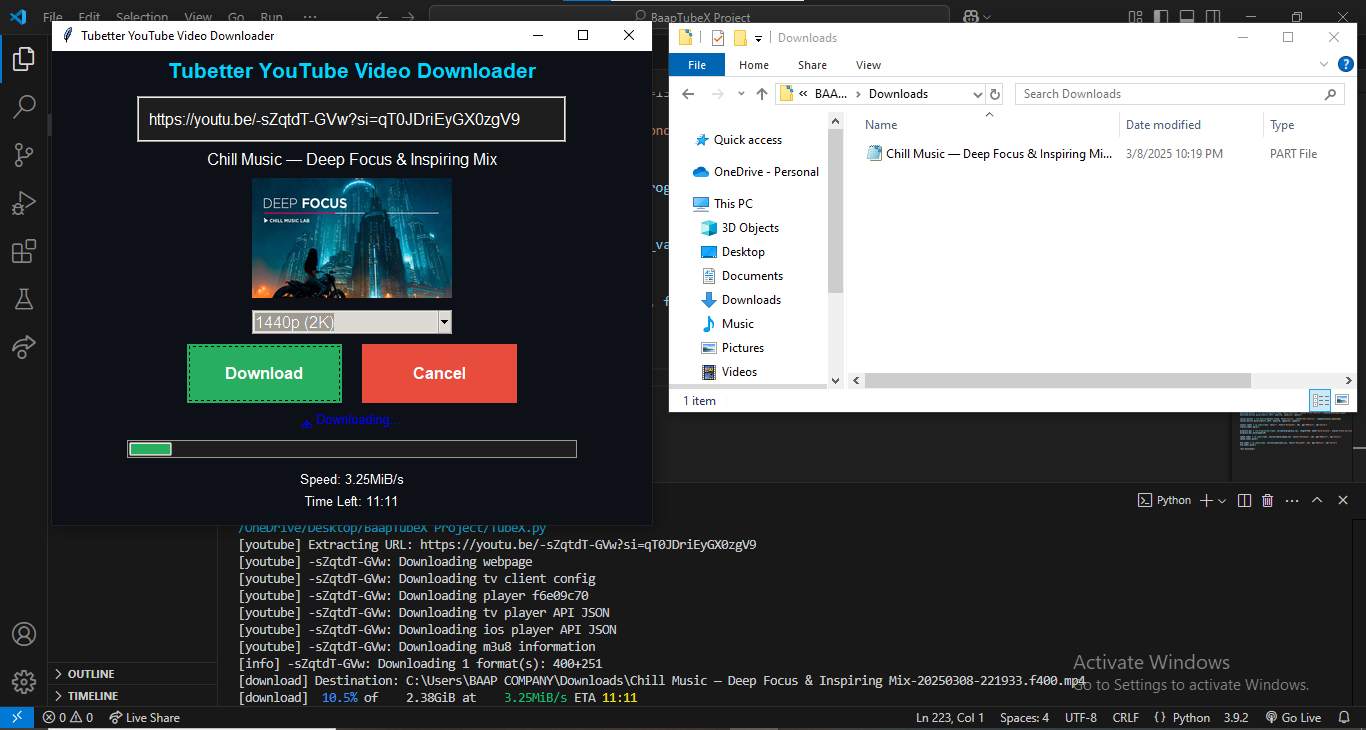 File Edit Selection View Go Run ···
BaapTubeX Project
Tubetter YouTube Video Downloader
Tubetter YouTube Video Downloader
https://youtu.be/-sZqtdT-GVw?si=qT0JDriEyGX0zgV9
Chill Music — Deep Focus & Inspiring Mix
DEEP FOCUS
CHILL MUSIC LAB
1440p (2K)
Download
Cancel
Downloading...
Speed: 3.25MiB/s
Time Left: 11:11
Downloads
File Home Share View
« BAA... › Downloads
Search Downloads
Name Date modified Type
Quick access
OneDrive - Personal
This PC
3D Objects
Desktop
Documents
Downloads
Music
Pictures
Videos
Chill Music — Deep Focus & Inspiring Mi... 3/8/2025 10:19 PM PART File
1 item
Python
/OneDrive/Desktop/BaapTubeX Project/TubeX.py
[youtube] Extracting URL: https://youtu.be/-sZqtdT-GVw?si=qT0JDriEyGX0zgV9
[youtube] -sZqtdT-GVw: Downloading webpage
[youtube] -sZqtdT-GVw: Downloading tv client config
[youtube] -sZqtdT-GVw: Downloading player f6e09c70
[youtube] -sZqtdT-GVw: Downloading tv player API JSON
[youtube] -sZqtdT-GVw: Downloading ios player API JSON
[youtube] -sZqtdT-GVw: Downloading m3u8 information
[info] -sZqtdT-GVw: Downloading 1 format(s): 400+251
[download] Destination: C:\Users\BAAP COMPANY\Downloads\Chill Music — Deep Focus & Inspiring Mix-20250308-221933.f400.mp4
[download] 10.5% of 2.38GiB at 3.25MiB/s ETA 11:11
OUTLINE
TIMELINE
Activate Windows
Go to Settings to activate Windows.
0 0 Live Share
Ln 223, Col 1 Spaces: 4 UTF-8 CRLF {} Python 3.9.2 Go Live